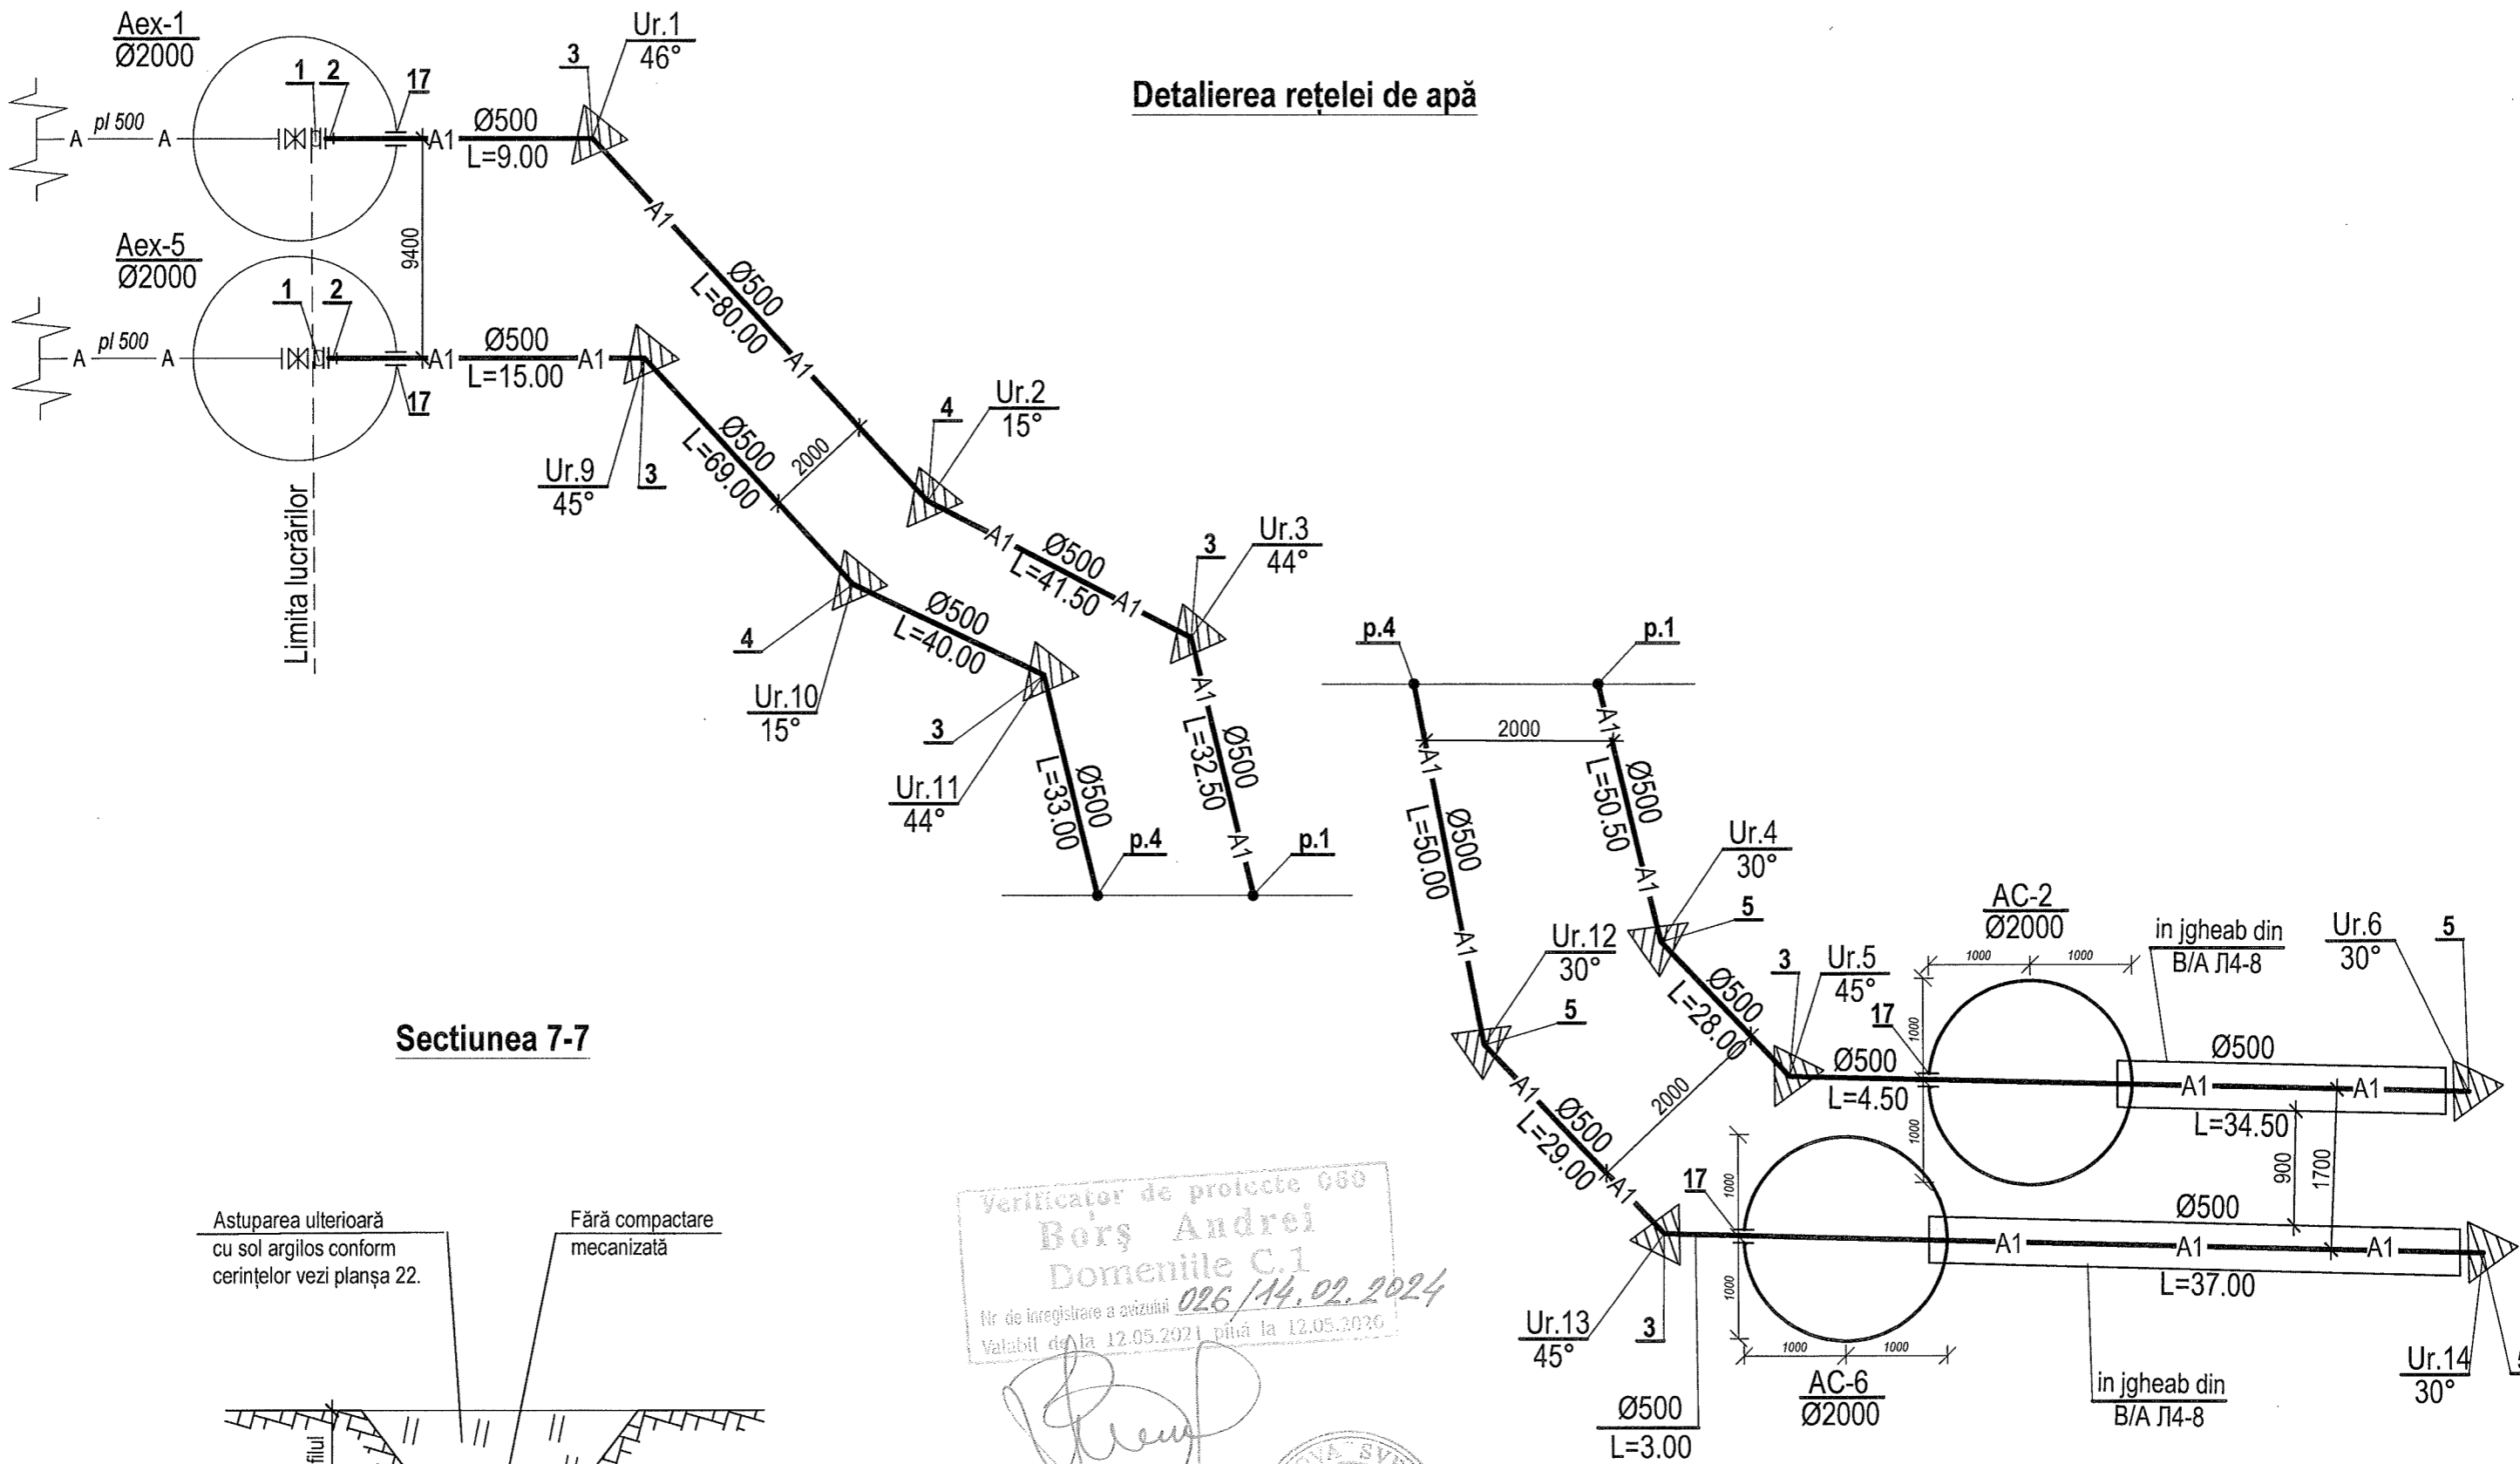 Detalierea rețelei de apă
Aex-1
Ø2000
1
2
17
3
Ur.1
46°
A
pl 500
A
A1
Ø500
L=9.00
9400
A1
Ø500
L=80.00
A1
Aex-5
Ø2000
1
2
A
pl 500
A
A1
Ø500
L=15.00
A1
17
Limita lucrărilor
Ur.9
45°
3
Ø500
L=69.00
2000
4
Ur.2
15°
A1
Ø500
L=41.50
A1
3
Ur.3
44°
4
Ur.10
15°
Ø500
L=40.00
3
Ur.11
44°
Ø500
L=33.00
p.4
A1
Ø500
L=32.50
A1
p.1
p.4
p.1
2000
A1
Ø500
L=50.00
A1
A1
Ø500
L=50.50
A1
Ur.4
30°
5
Ur.12
30°
5
Ø500
L=28.00
3
Ur.5
45°
17
AC-2
Ø2000
1000
1000
1000
1000
in jgheab din
B/A Л4-8
Ur.6
30°
5
Ø500
L=4.50
Ø500
A1
A1
L=34.50
900
1700
A1
Ø500
L=29.00
A1
2000
17
1000
1000
1000
1000
Ø500
A1
A1
A1
L=37.00
Ur.13
45°
3
Ø500
L=3.00
AC-6
Ø2000
in jgheab din
B/A Л4-8
Ur.14
30°
Sectiunea 7-7
Astuparea ulterioară
cu sol argilos conform
cerințelor vezi planșa 22.
Fără compactare
mecanizată
Verificator de proiecte 060
Borș Andrei
Domeniile C.1
Nr de inregistrare a avizului 026/14.02.2024
Valabil de la 12.05.2021 pînă la 12.05.2026